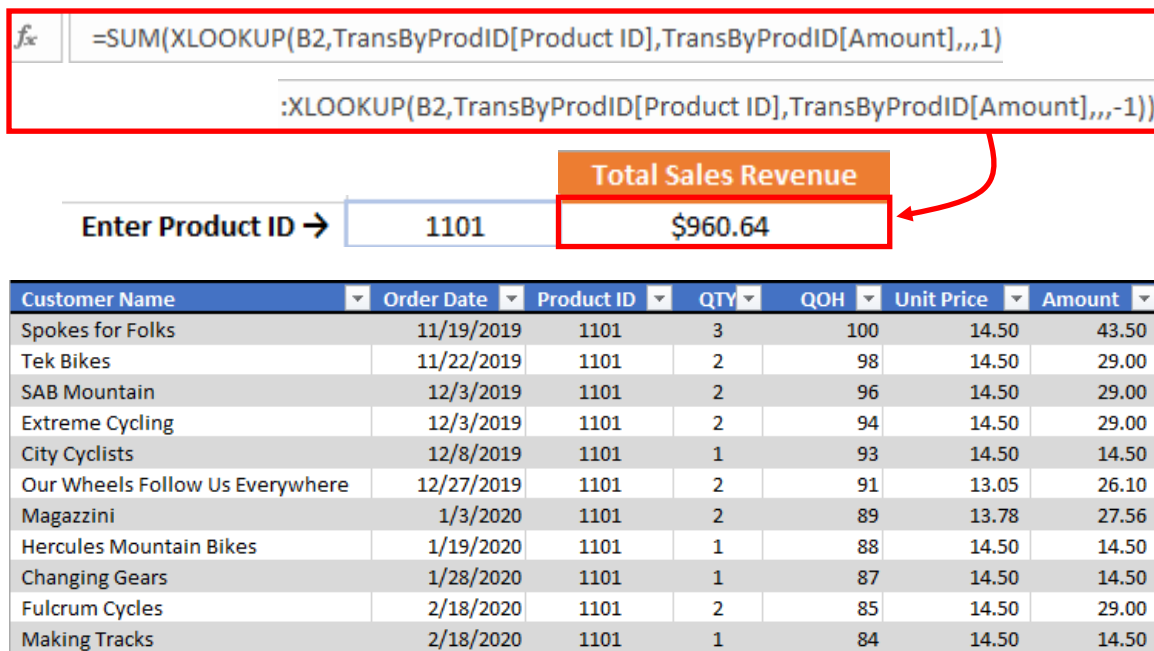 fx =SUM(XLOOKUP(B2,TransByProdID[Product ID],TransByProdID[Amount],,,1)
:XLOOKUP(B2,TransByProdID[Product ID],TransByProdID[Amount],,,-1))
Total Sales Revenue
Enter Product ID → 1101 $960.64
Customer Name Order Date Product ID QTY QOH Unit Price Amount
Spokes for Folks 11/19/2019 1101 3 100 14.50 43.50
Tek Bikes 11/22/2019 1101 2 98 14.50 29.00
SAB Mountain 12/3/2019 1101 2 96 14.50 29.00
Extreme Cycling 12/3/2019 1101 2 94 14.50 29.00
City Cyclists 12/8/2019 1101 1 93 14.50 14.50
Our Wheels Follow Us Everywhere 12/27/2019 1101 2 91 13.05 26.10
Magazzini 1/3/2020 1101 2 89 13.78 27.56
Hercules Mountain Bikes 1/19/2020 1101 1 88 14.50 14.50
Changing Gears 1/28/2020 1101 1 87 14.50 14.50
Fulcrum Cycles 2/18/2020 1101 2 85 14.50 29.00
Making Tracks 2/18/2020 1101 1 84 14.50 14.50